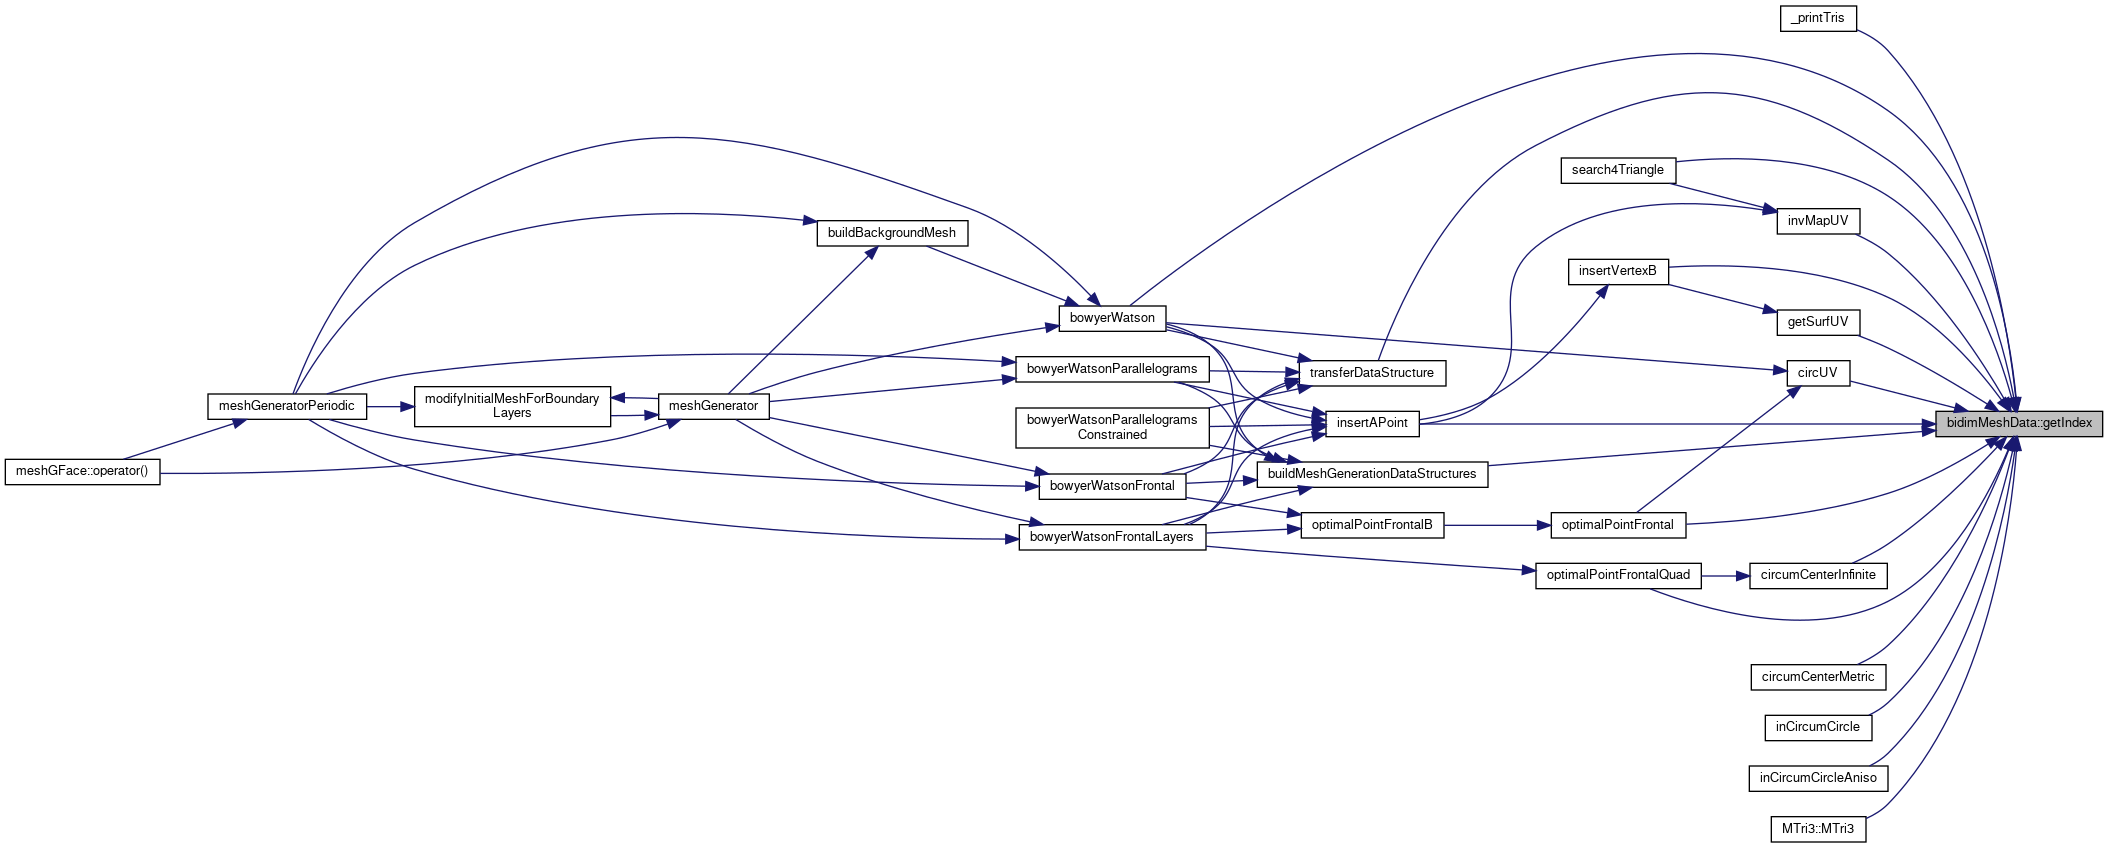 _printTris
search4Triangle
invMapUV
buildBackgroundMesh
insertVertexB
bowyerWatson
getSurfUV
bowyerWatsonParallelograms
transferDataStructure
circUV
meshGeneratorPeriodic
modifyInitialMeshForBoundary
Layers
meshGenerator
bowyerWatsonParallelograms
Constrained
insertAPoint
bidimMeshData::getIndex
meshGFace::operator()
buildMeshGenerationDataStructures
bowyerWatsonFrontal
optimalPointFrontalB
optimalPointFrontal
bowyerWatsonFrontalLayers
optimalPointFrontalQuad
circumCenterInfinite
circumCenterMetric
inCircumCircle
inCircumCircleAniso
MTri3::MTri3